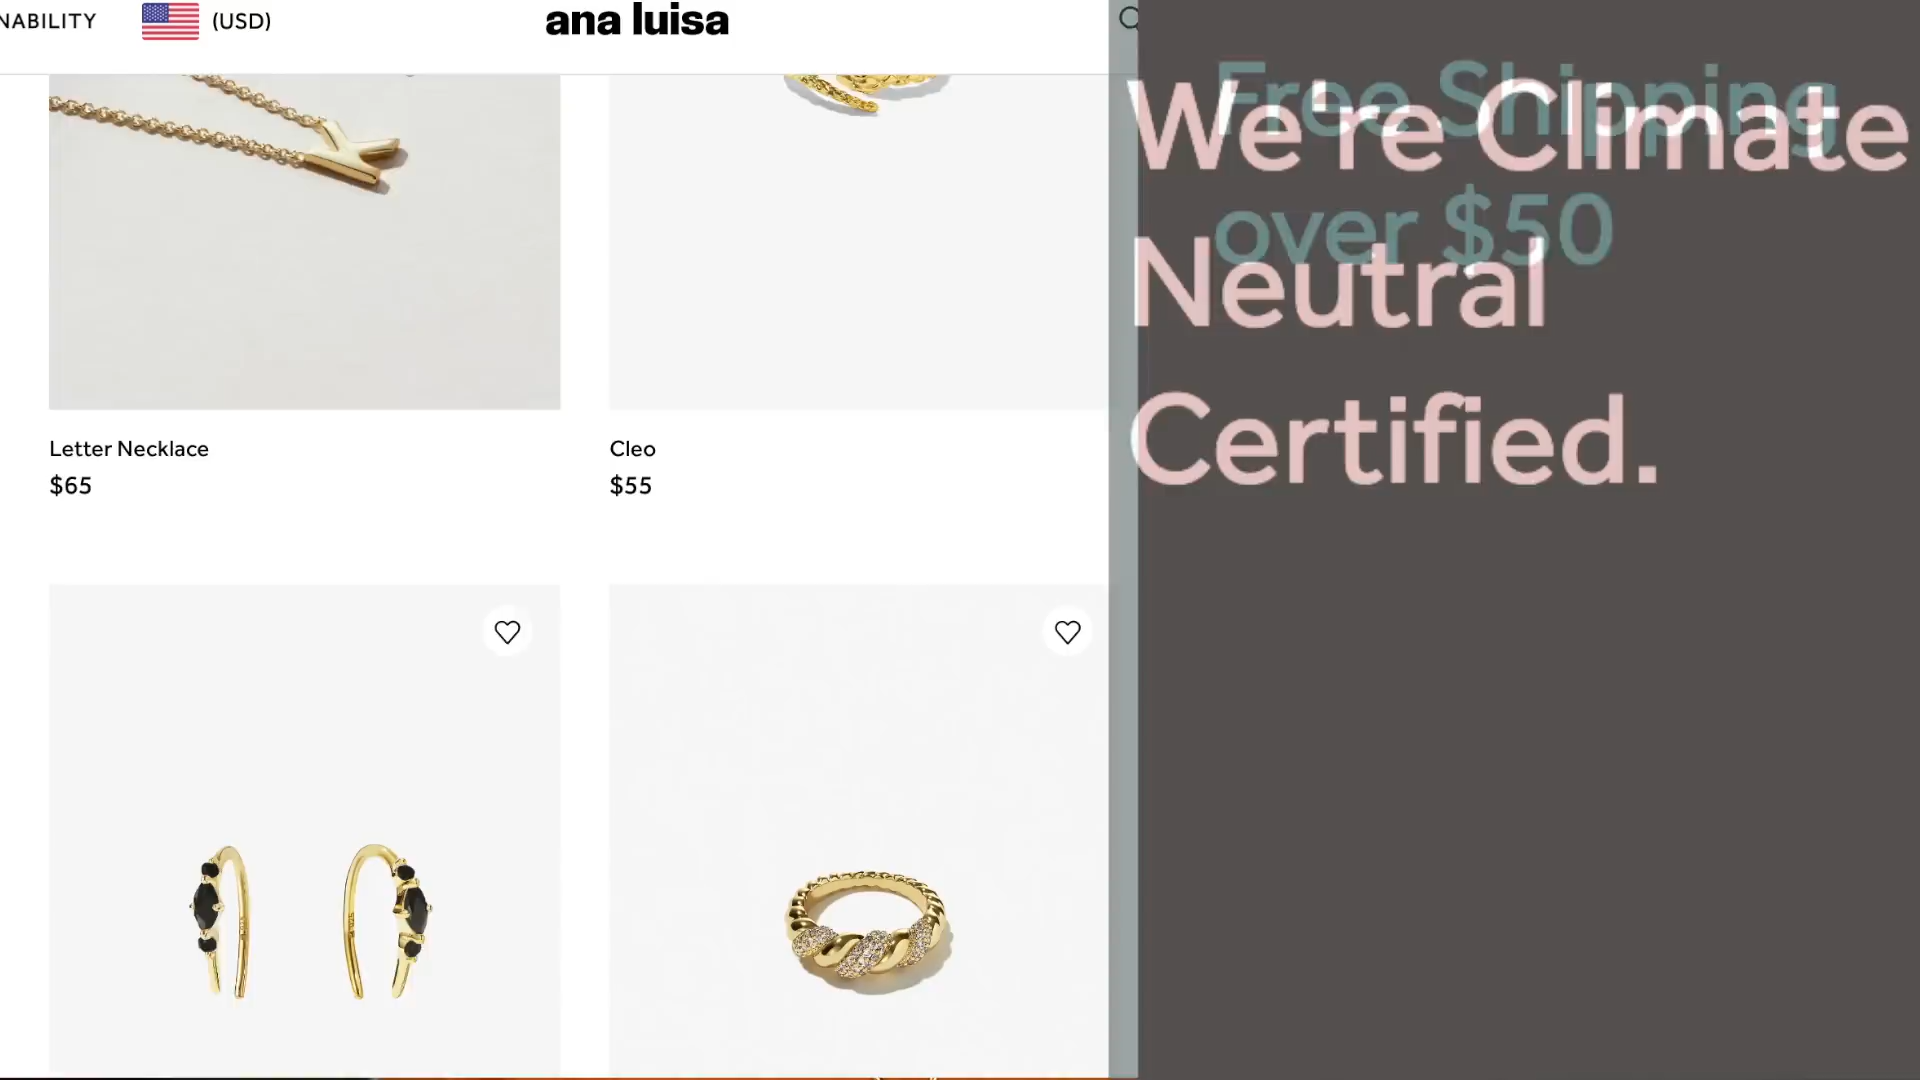 NABILITY
(USD)
ana luisa
Letter Necklace
$65
Cleo
$55
We're Climate
Neutral
Certified.
Free Shipping
over $50